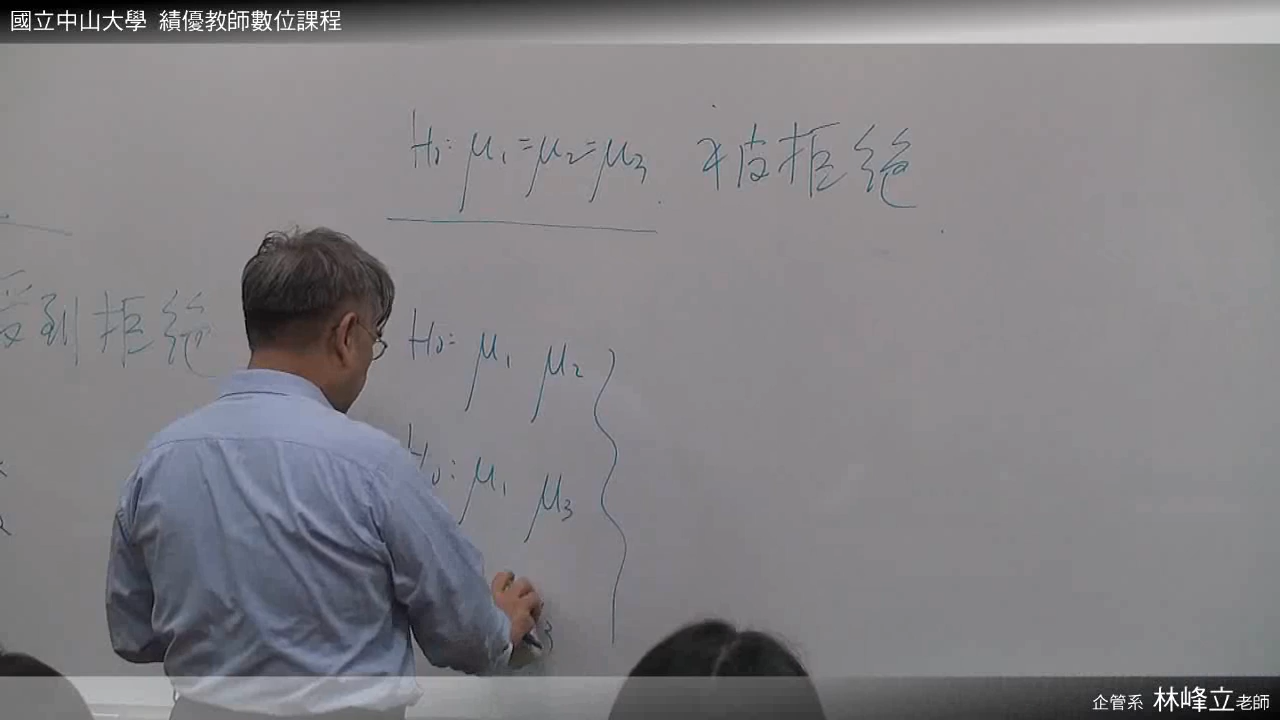 國立中山大學 績優教師數位課程
H₀: μ₁=μ₂=μ₃ 被拒絕
受到拒絕
H₀: μ₁ μ₂
H₀: μ₁ μ₃
3
企管系 林峰立老師